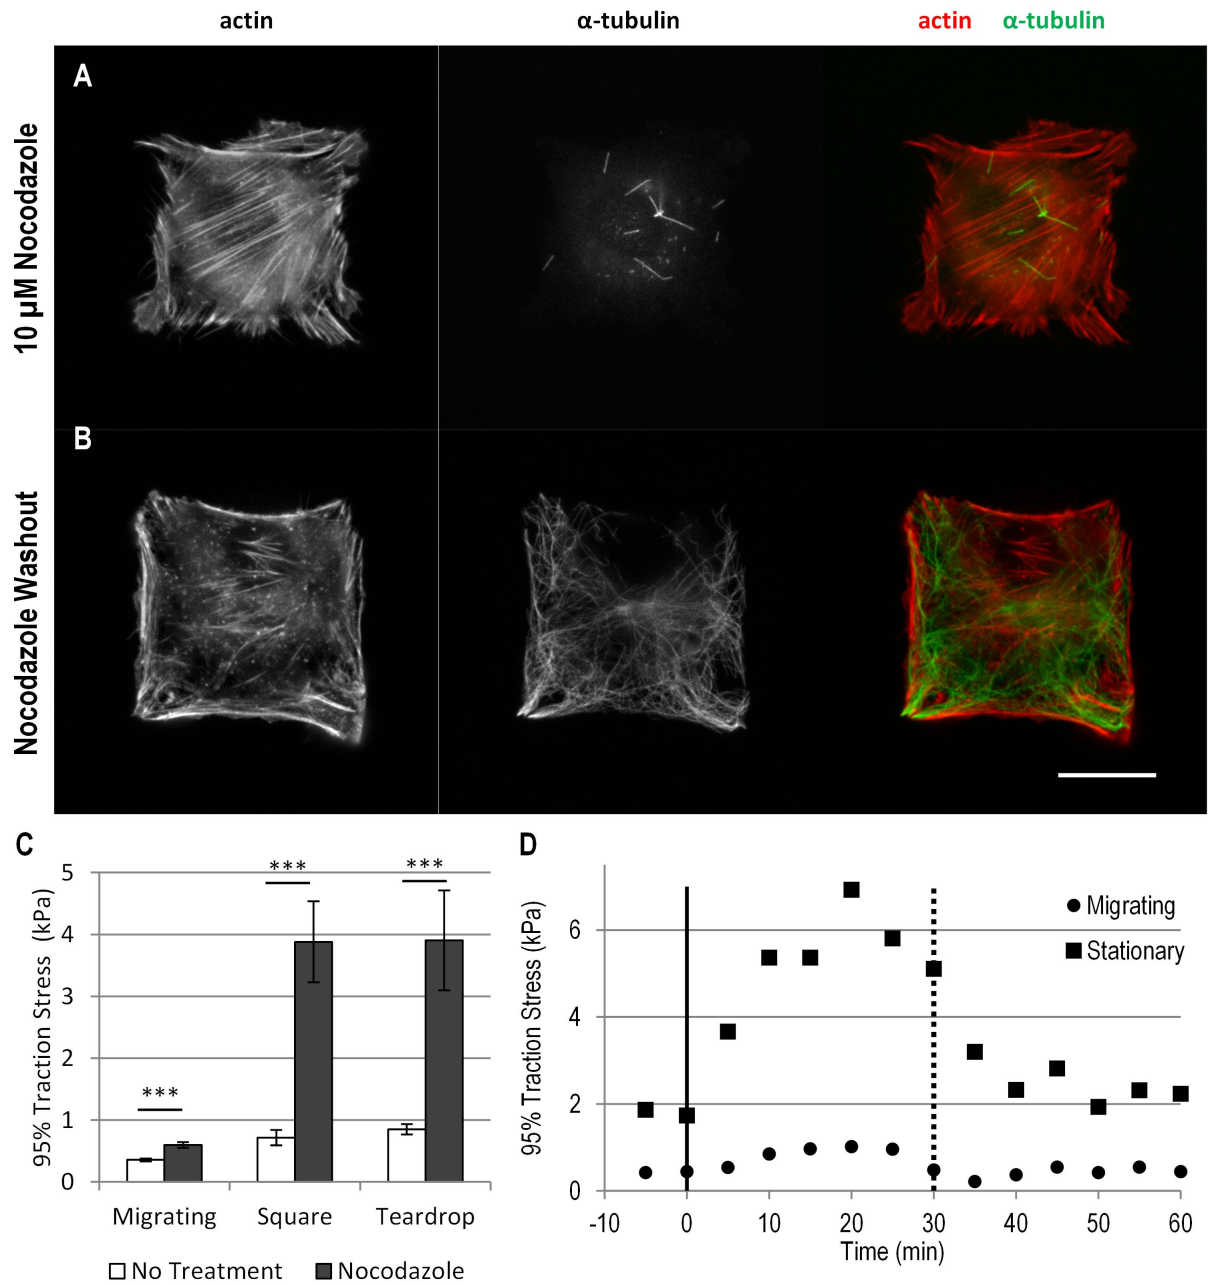 actin α-tubulin actin α-tubulin
10 µM Nocodazole
A
Nocodazole Washout
B
C
95% Traction Stress (kPa)
5
4
3
2
1
0
***
***
***
Migrating Square Teardrop
No Treatment Nocodazole
D
95% Traction Stress (kPa)
6
4
2
0
Migrating
Stationary
-10 0 10 20 30 40 50 60
Time (min)